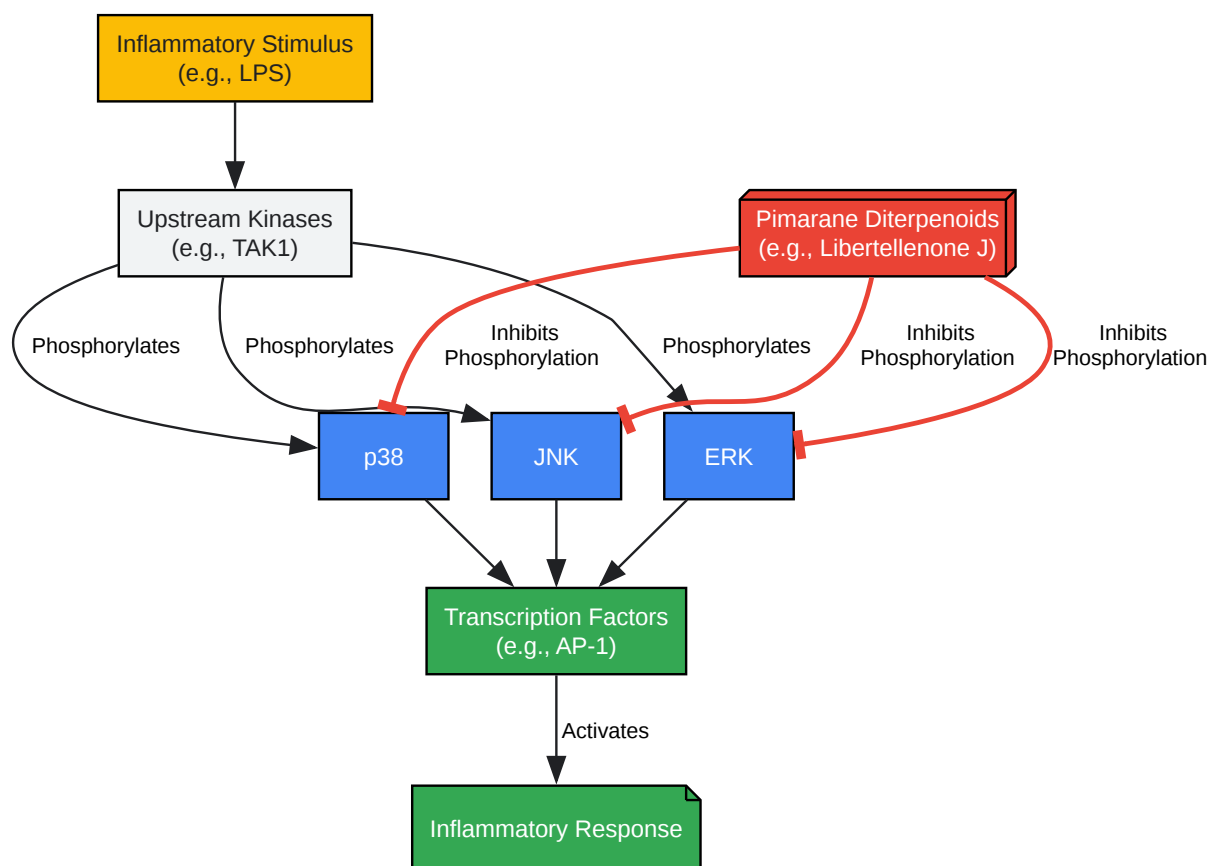 Inflammatory Stimulus
(e.g., LPS)
Upstream Kinases
(e.g., TAK1)
Pimarane Diterpenoids
(e.g., Libertellenone J)
Phosphorylates
Phosphorylates
Inhibits
Phosphorylation
Phosphorylates
Inhibits
Phosphorylation
Inhibits
Phosphorylation
p38
JNK
ERK
Transcription Factors
(e.g., AP-1)
Activates
Inflammatory Response